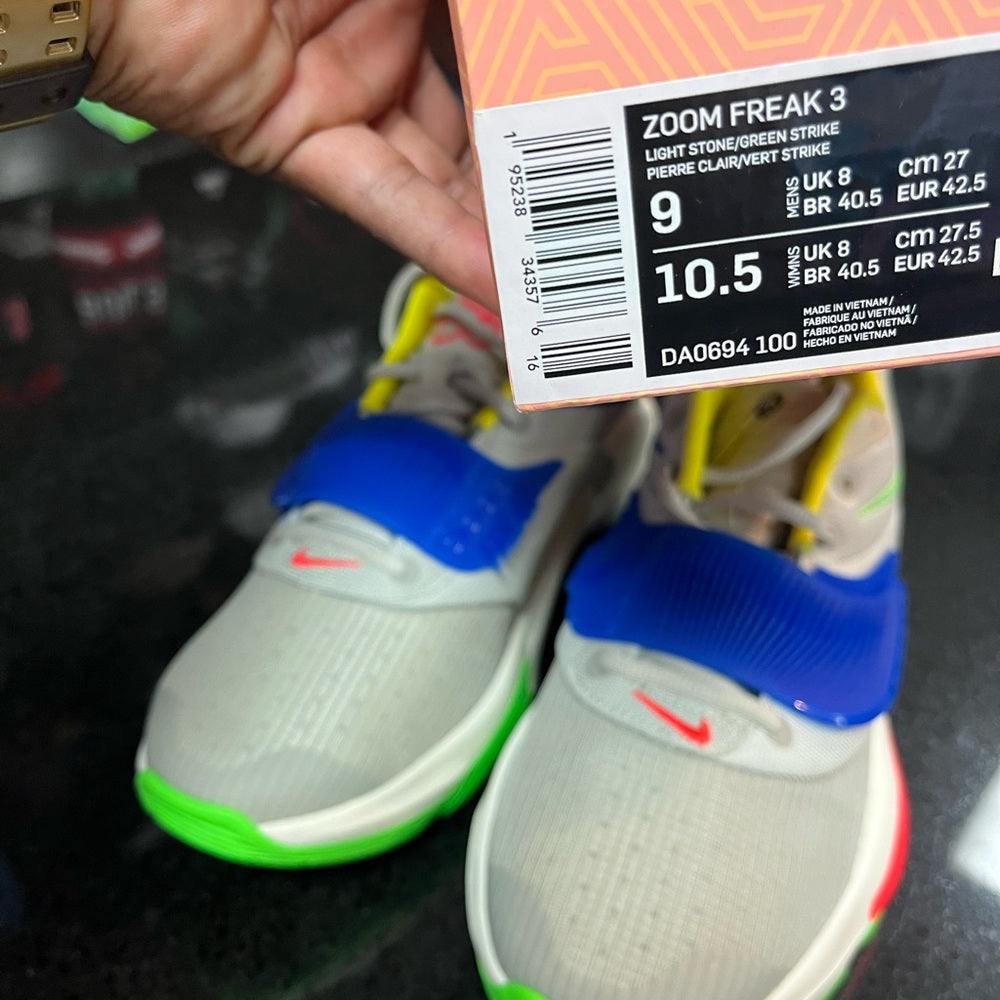 ZOOM FREAK 3
LIGHT STONE/GREEN STRIKE
PIERRE CLAIR/VERT STRIKE
9
MENS
UK 8
cm 27
BR 40.5
EUR 42.5
10.5
WMNS
UK 8
cm 27.5
BR 40.5
EUR 42.5
DA0694 100
MADE IN VIETNAM /
FABRIQUE AU VIETNAM /
FABRICADO NO VIETNÃ /
HECHO EN VIETNAM
1 95238 34357 6 16